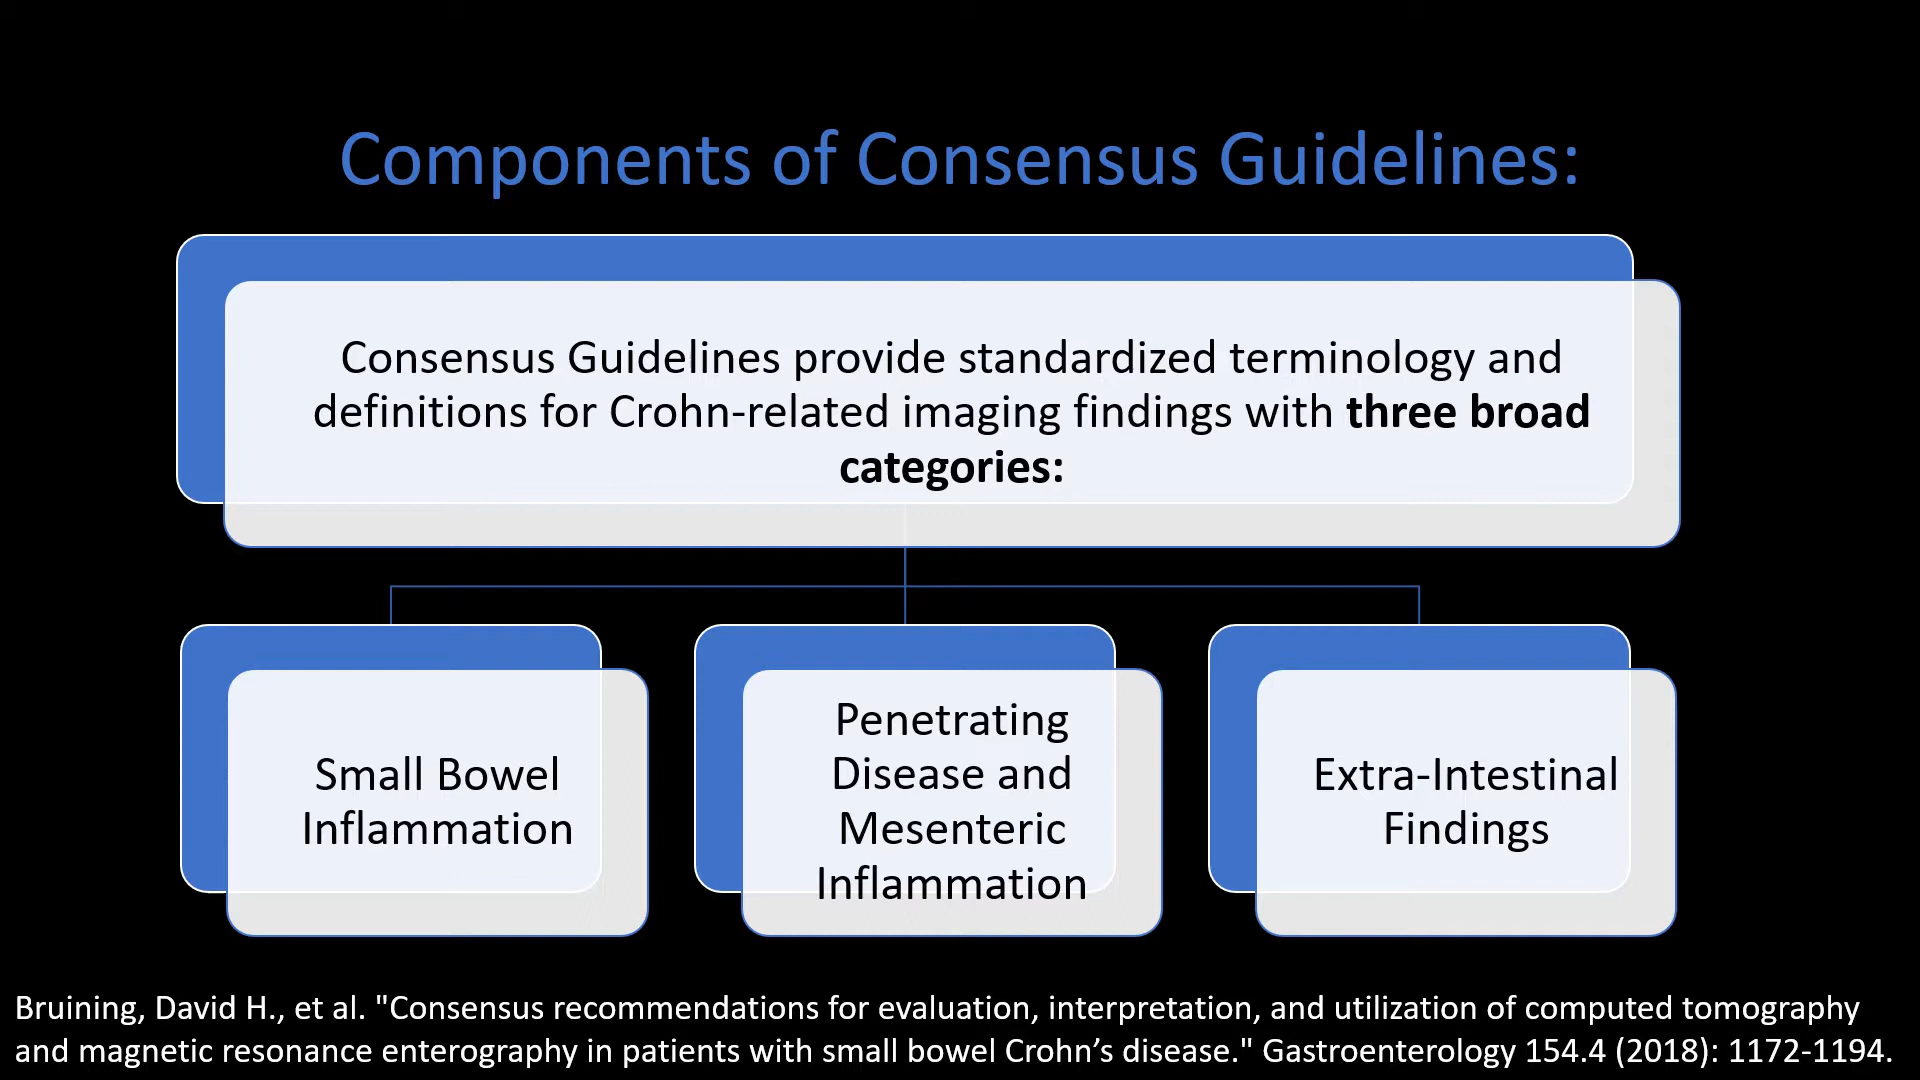 Components of Consensus Guidelines:
Consensus Guidelines provide standardized terminology and
definitions for Crohn-related imaging findings with three broad
categories:
Small Bowel
Inflammation
Penetrating
Disease and
Mesenteric
Inflammation
Extra-Intestinal
Findings
Bruining, David H., et al. "Consensus recommendations for evaluation, interpretation, and utilization of computed tomography
and magnetic resonance enterography in patients with small bowel Crohn’s disease." Gastroenterology 154.4 (2018): 1172-1194.